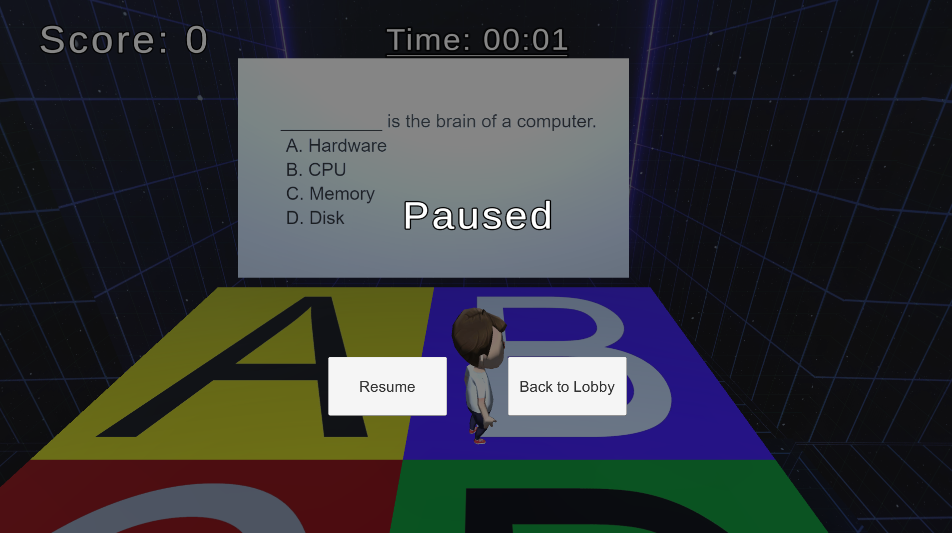 Score: 0
Time: 00:01
__________ is the brain of a computer.
A. Hardware
B. CPU
C. Memory
D. Disk
Paused
A
B
Resume
Back to Lobby
C
D